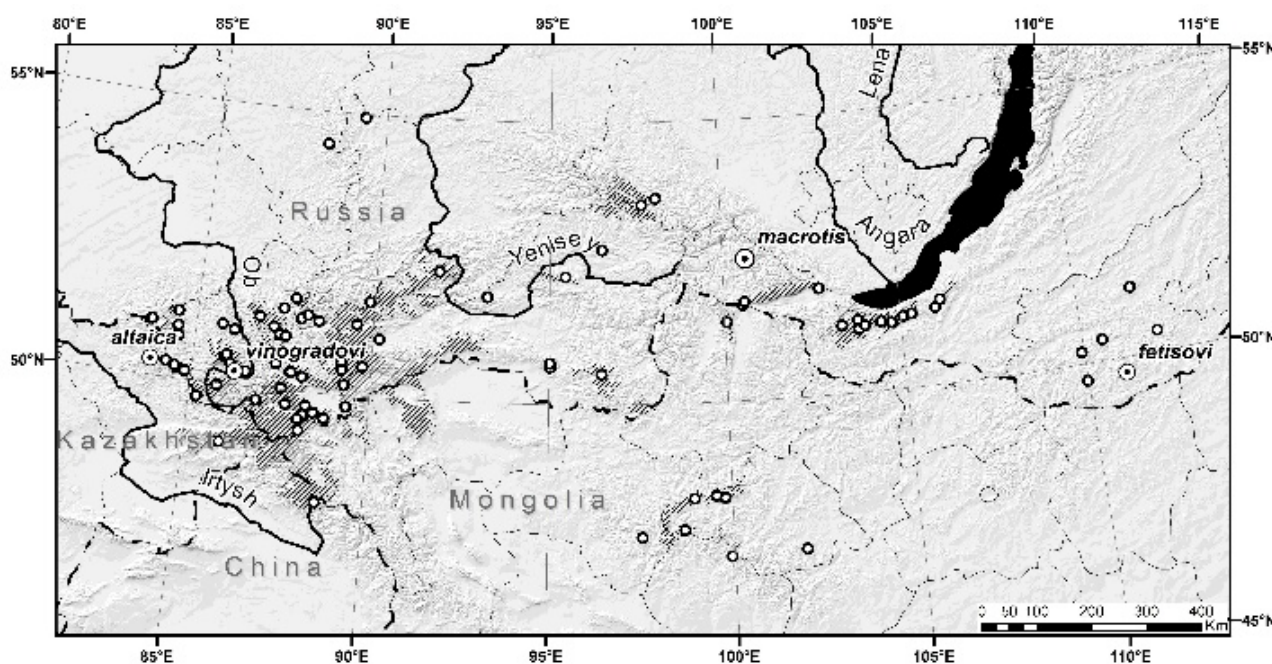 80°E 85°E 90°E 95°E 100°E 105°E 110°E 115°E
55°N 55°N
Lena
Russia
Angara
macrotis
Yenisey
Ob
altaica
vinogradovi
fetisovi
50°N 50°N
Kazakhstan
Irtysh
Mongolia
China
0 50 100 200 300 400
Km
45°N
85°E 90°E 95°E 100°E 105°E 110°E